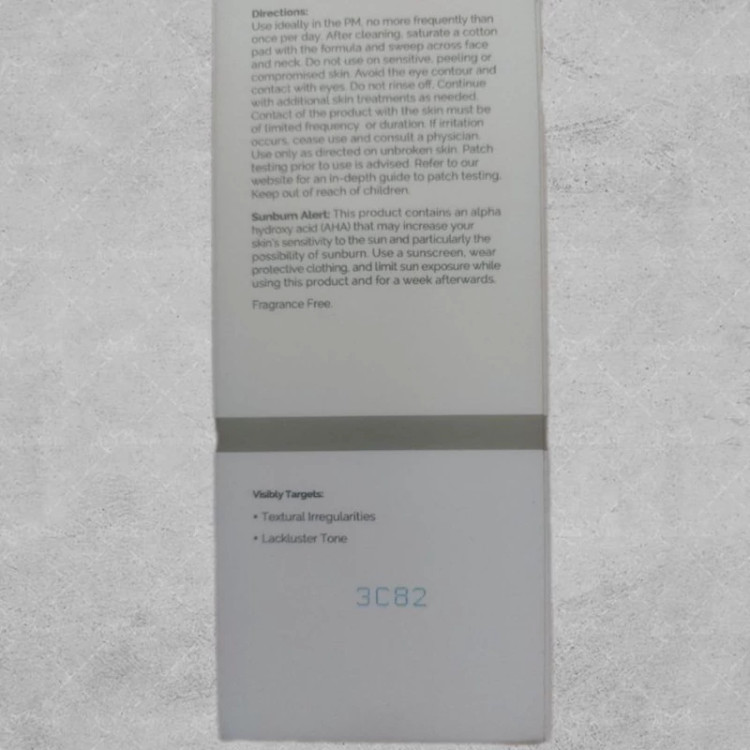 Directions:
Use ideally in the PM, no more frequently than
once per day. After cleaning, saturate a cotton
pad with the formula and sweep across face
and neck. Do not use on sensitive, peeling or
compromised skin. Avoid the eye contour and
contact with eyes. Do not rinse off. Continue
with additional skin treatments as needed.
Contact of the product with the skin must be
of limited frequency or duration. If irritation
occurs, cease use and consult a physician.
Use only as directed on unbroken skin. Patch
testing prior to use is advised. Refer to our
website for an in-depth guide to patch testing.
Keep out of reach of children.
Sunburn Alert: This product contains an alpha
hydroxy acid (AHA) that may increase your
skin's sensitivity to the sun and particularly the
possibility of sunburn. Use a sunscreen, wear
protective clothing, and limit sun exposure while
using this product and for a week afterwards.
Fragrance Free.
Visibly Targets:
• Textural Irregularities
• Lackluster Tone
3C82